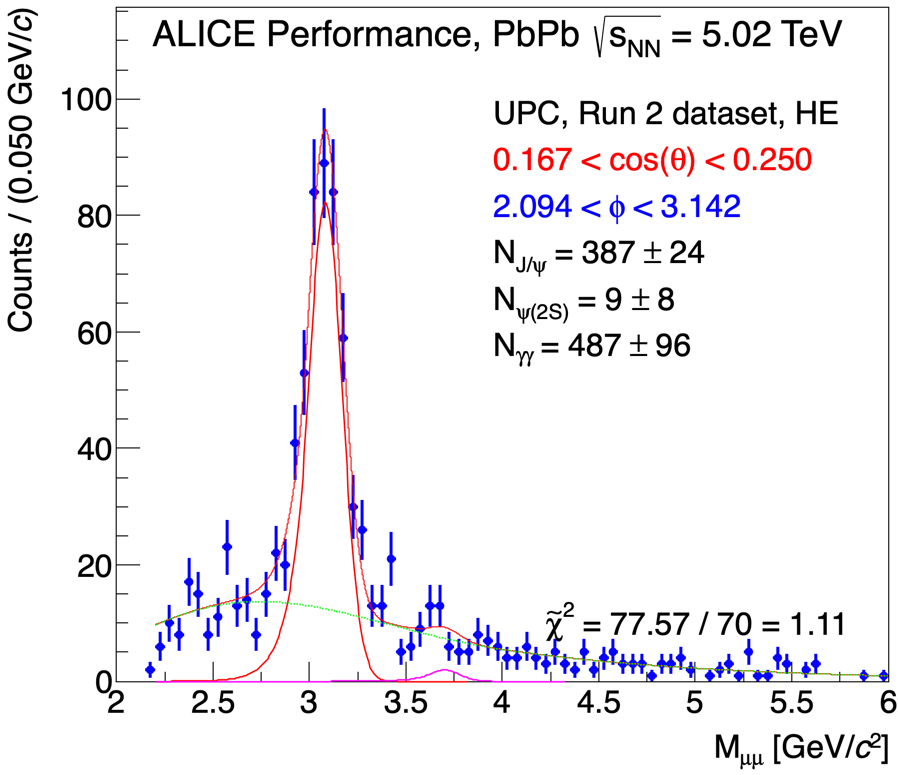 ALICE Performance, PbPb √sNN = 5.02 TeV
UPC, Run 2 dataset, HE
0.167 < cos(θ) < 0.250
2.094 < ϕ < 3.142
NJ/ψ = 387 ± 24
Nψ(2S) = 9 ± 8
Nγγ = 487 ± 96
χ̃² = 77.57 / 70 = 1.11
Counts / (0.050 GeV/c)
100
80
60
40
20
0
2 2.5 3 3.5 4 4.5 5 5.5 6
Mμμ [GeV/c²]